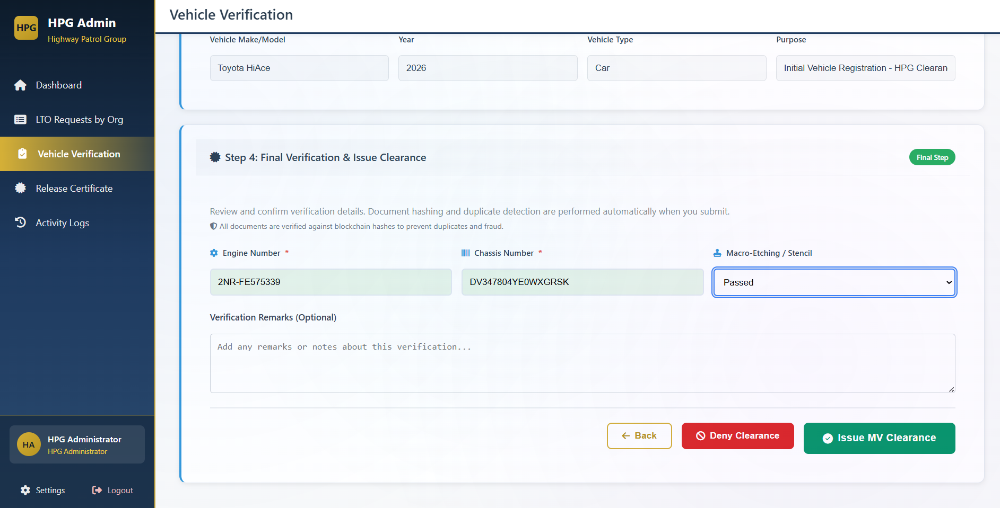 HPG
HPG Admin
Highway Patrol Group
Dashboard
LTO Requests by Org
Vehicle Verification
Release Certificate
Activity Logs
HA
HPG Administrator
HPG Administrator
Settings
Logout
Vehicle Verification
Vehicle Make/Model
Year
Vehicle Type
Purpose
Toyota HiAce
2026
Car
Initial Vehicle Registration - HPG Clearan
Step 4: Final Verification & Issue Clearance
Final Step
Review and confirm verification details. Document hashing and duplicate detection are performed automatically when you submit.
All documents are verified against blockchain hashes to prevent duplicates and fraud.
Engine Number *
Chassis Number *
Macro-Etching / Stencil
2NR-FE575339
DV347804YE0WXGRSK
Passed
Verification Remarks (Optional)
Add any remarks or notes about this verification...
Back
Deny Clearance
Issue MV Clearance